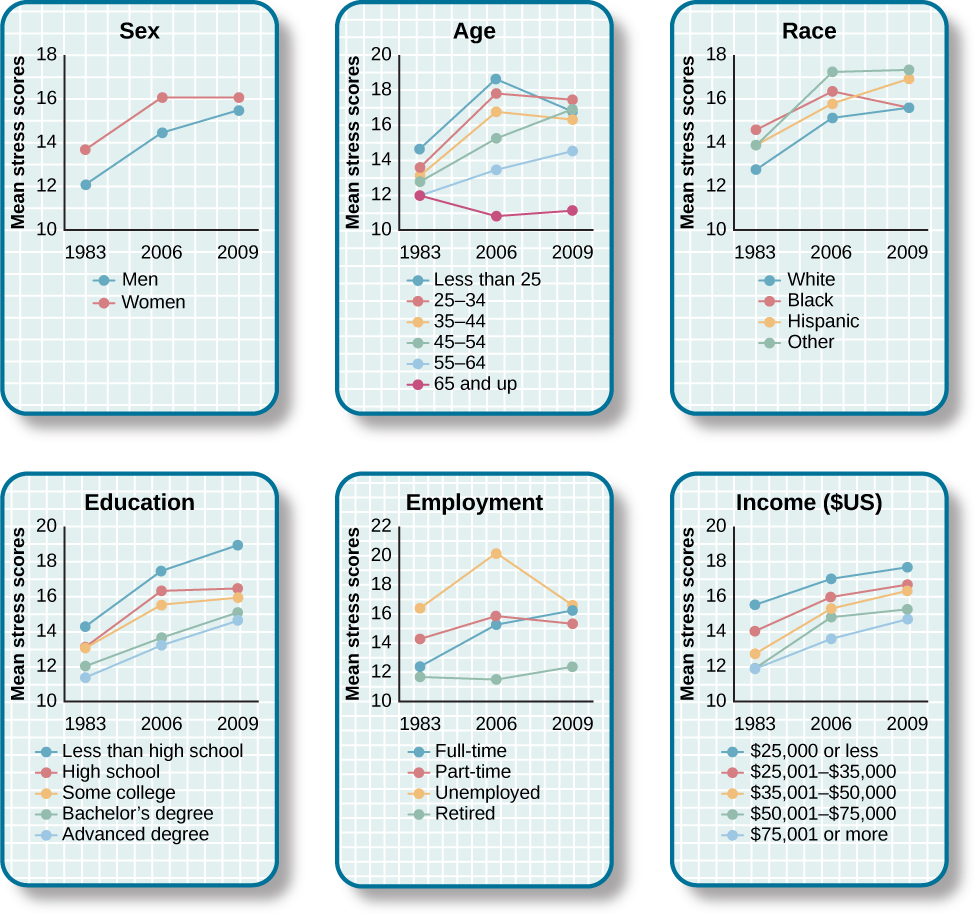 Sex
Mean stress scores
18
16
14
12
10
1983 2006 2009
Men
Women
Age
Mean stress scores
20
18
16
14
12
10
1983 2006 2009
Less than 25
25–34
35–44
45–54
55–64
65 and up
Race
Mean stress scores
18
16
14
12
10
1983 2006 2009
White
Black
Hispanic
Other
Education
Mean stress scores
20
18
16
14
12
10
1983 2006 2009
Less than high school
High school
Some college
Bachelor’s degree
Advanced degree
Employment
Mean stress scores
22
20
18
16
14
12
10
1983 2006 2009
Full-time
Part-time
Unemployed
Retired
Income ($US)
Mean stress scores
20
18
16
14
12
10
1983 2006 2009
$25,000 or less
$25,001–$35,000
$35,001–$50,000
$50,001–$75,000
$75,001 or more